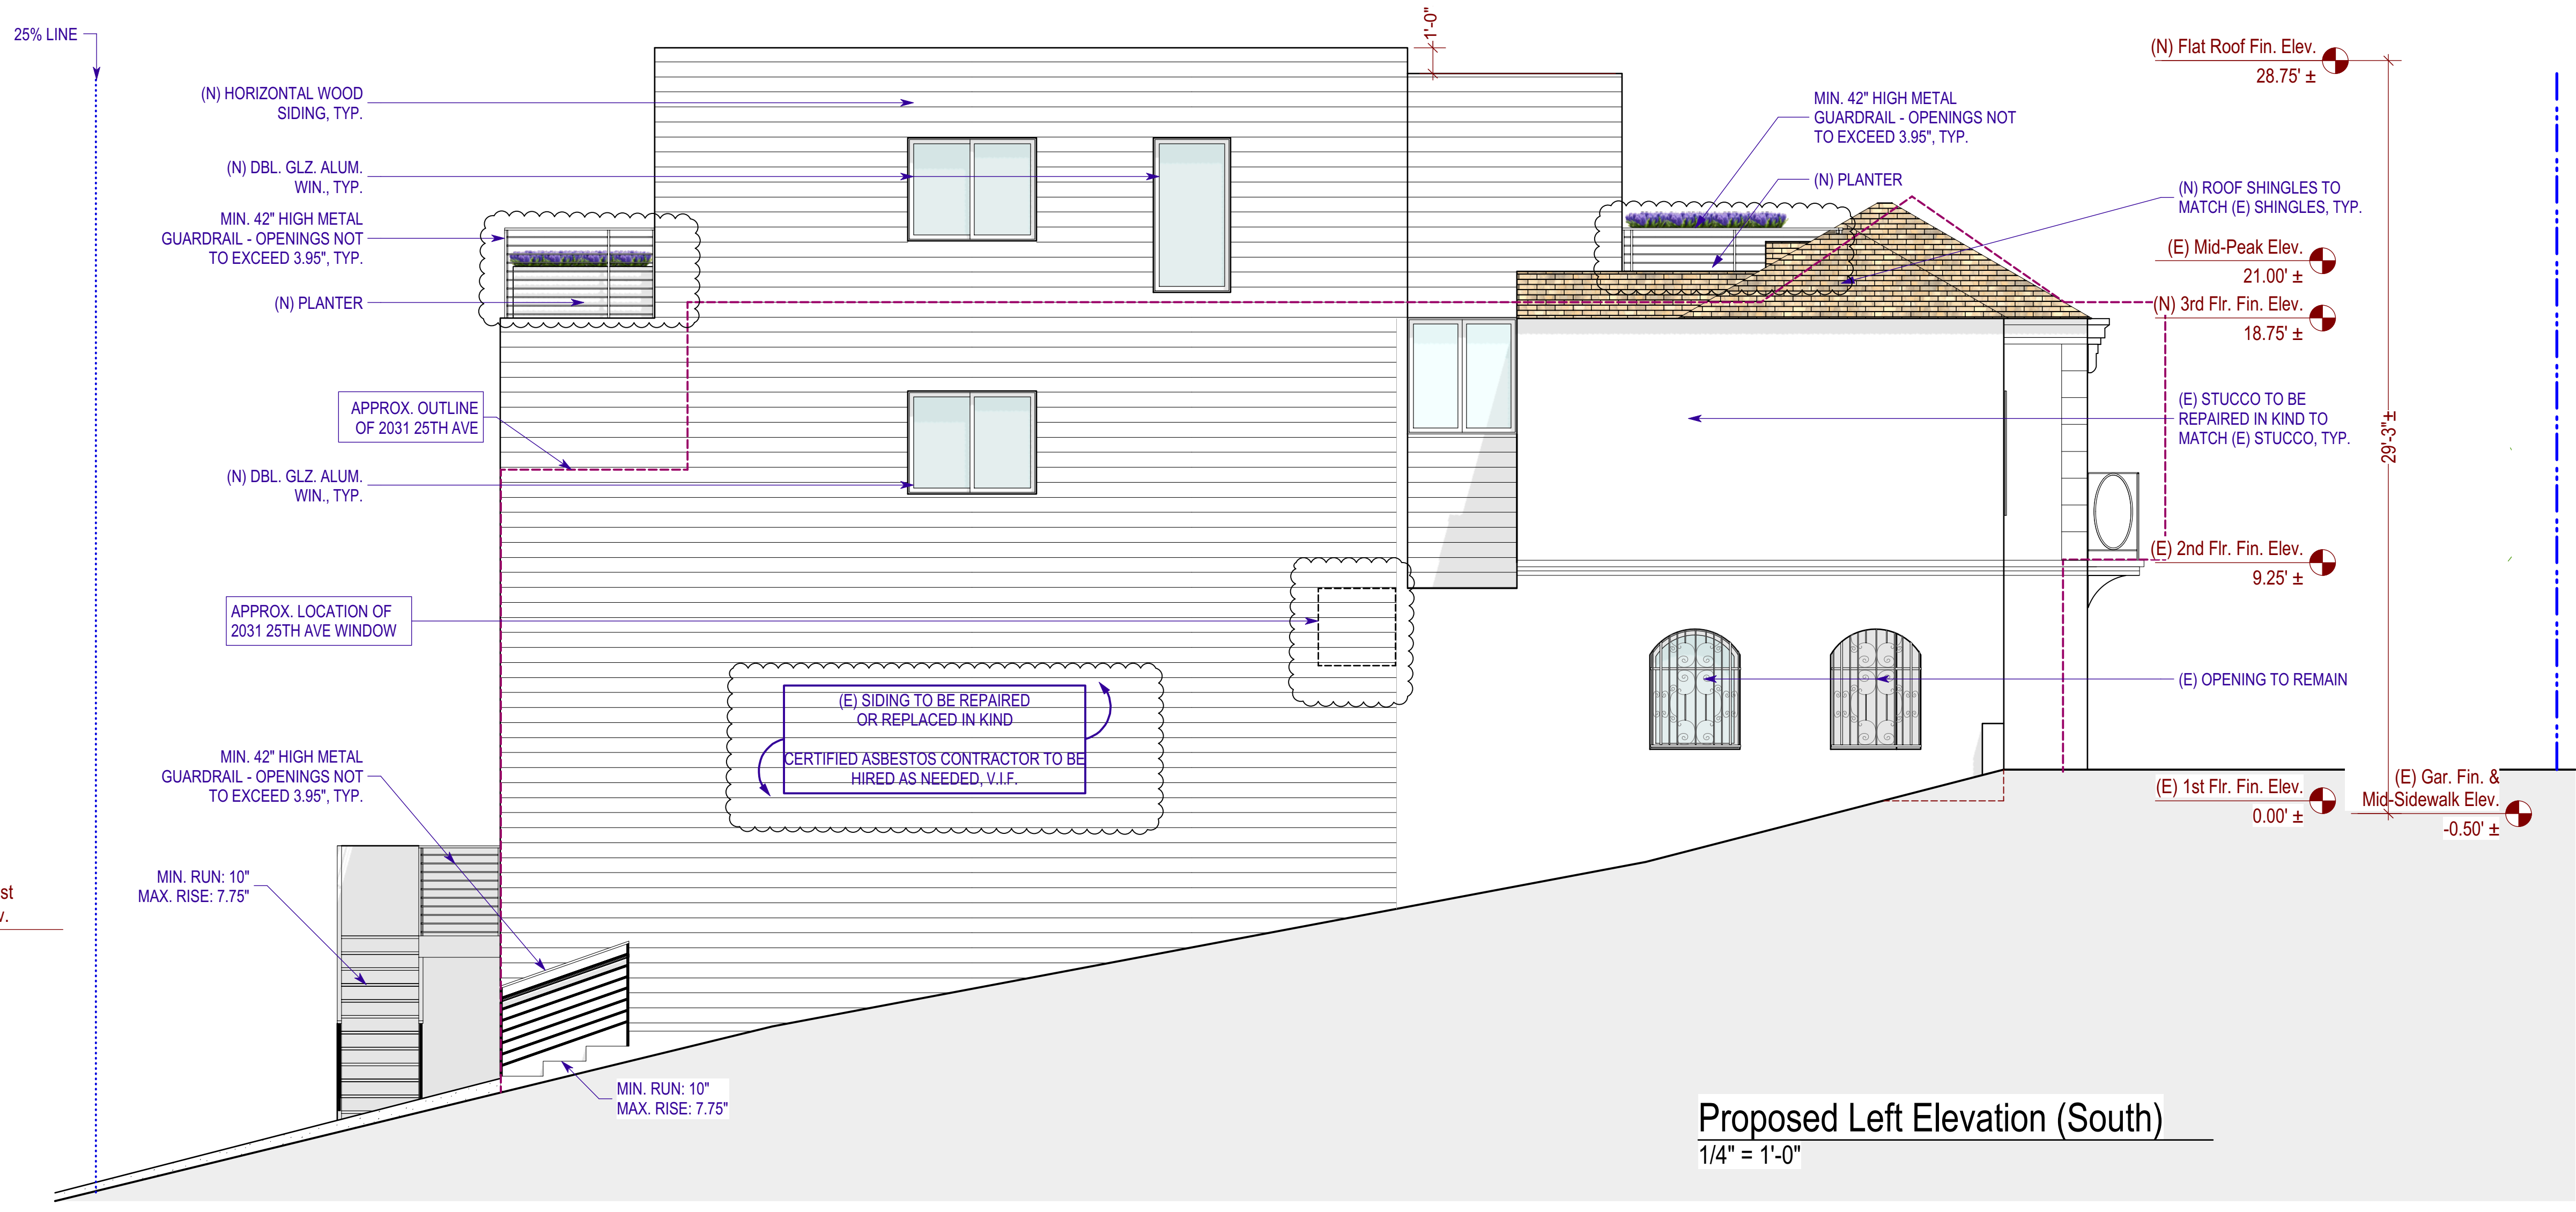 25% LINE
(N) HORIZONTAL WOOD
SIDING, TYP.
(N) DBL. GLZ. ALUM.
WIN., TYP.
MIN. 42" HIGH METAL
GUARDRAIL - OPENINGS NOT
TO EXCEED 3.95", TYP.
(N) PLANTER
APPROX. OUTLINE
OF 2031 25TH AVE
(N) DBL. GLZ. ALUM.
WIN., TYP.
APPROX. LOCATION OF
2031 25TH AVE WINDOW
(E) SIDING TO BE REPAIRED
OR REPLACED IN KIND
CERTIFIED ASBESTOS CONTRACTOR TO BE
HIRED AS NEEDED, V.I.F.
MIN. 42" HIGH METAL
GUARDRAIL - OPENINGS NOT
TO EXCEED 3.95", TYP.
MIN. RUN: 10"
MAX. RISE: 7.75"
st
v.
MIN. RUN: 10"
MAX. RISE: 7.75"
1'-0"
MIN. 42" HIGH METAL
GUARDRAIL - OPENINGS NOT
TO EXCEED 3.95", TYP.
(N) PLANTER
(N) Flat Roof Fin. Elev.
28.75' ±
(N) ROOF SHINGLES TO
MATCH (E) SHINGLES, TYP.
(E) Mid-Peak Elev.
21.00' ±
(N) 3rd Flr. Fin. Elev.
18.75' ±
(E) STUCCO TO BE
REPAIRED IN KIND TO
MATCH (E) STUCCO, TYP.
29'-3"±
(E) 2nd Flr. Fin. Elev.
9.25' ±
(E) OPENING TO REMAIN
(E) 1st Flr. Fin. Elev.
0.00' ±
(E) Gar. Fin. &
Mid-Sidewalk Elev.
-0.50' ±
Proposed Left Elevation (South)
1/4" = 1'-0"